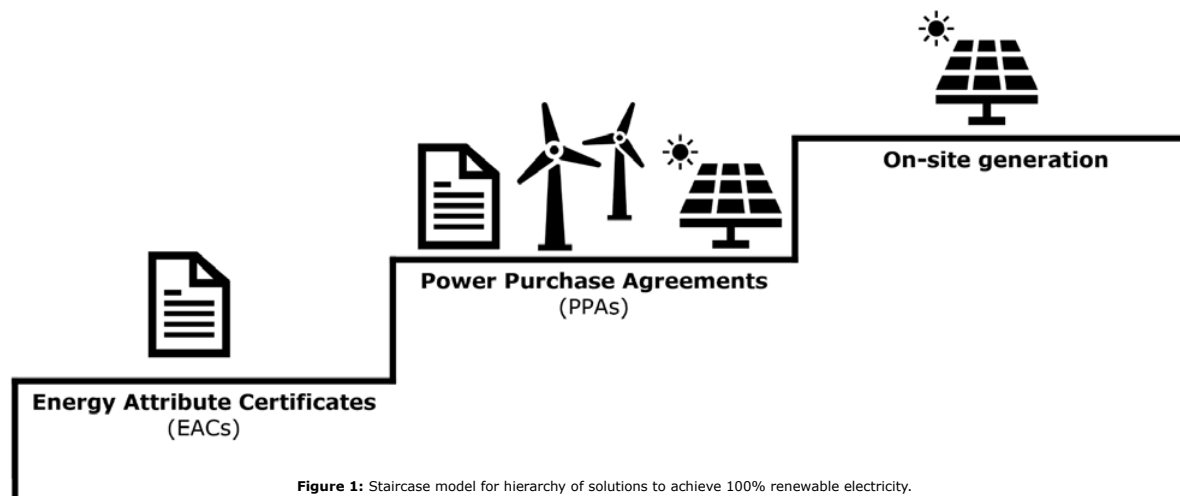 On-site generation
Power Purchase Agreements
(PPAs)
Energy Attribute Certificates
(EACs)
Figure 1: Staircase model for hierarchy of solutions to achieve 100% renewable electricity.